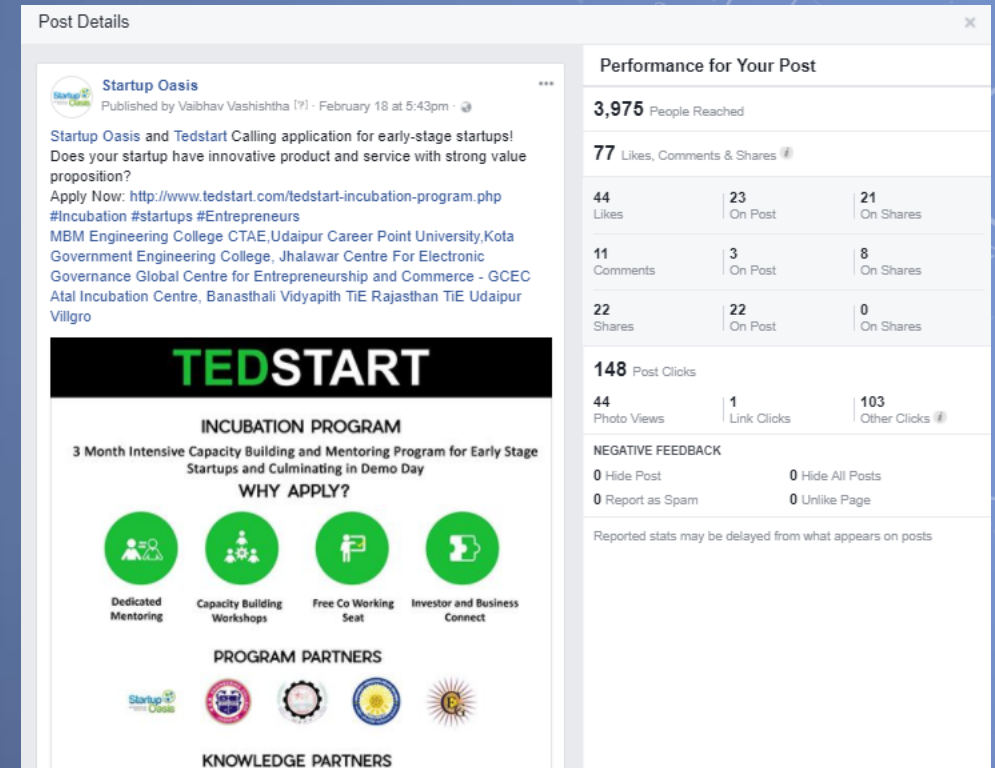 Post Details
×
Startup Oasis
Published by Vaibhav Vashishtha [?] · February 18 at 5:43pm ·
Startup Oasis and Tedstart Calling application for early-stage startups!
Does your startup have innovative product and service with strong value
proposition?
Apply Now: http://www.tedstart.com/tedstart-incubation-program.php
#Incubation #startups #Entrepreneurs
MBM Engineering College CTAE,Udaipur Career Point University,Kota
Government Engineering College, Jhalawar Centre For Electronic
Governance Global Centre for Entrepreneurship and Commerce - GCEC
Atal Incubation Centre, Banasthali Vidyapith TiE Rajasthan TiE Udaipur
Villgro
TEDSTART
INCUBATION PROGRAM
3 Month Intensive Capacity Building and Mentoring Program for Early Stage
Startups and Culminating in Demo Day
WHY APPLY?
Dedicated
Mentoring
Capacity Building
Workshops
Free Co Working
Seat
Investor and Business
Connect
PROGRAM PARTNERS
Startup
Oasis
KNOWLEDGE PARTNERS
Performance for Your Post
3,975 People Reached
77 Likes, Comments & Shares i
44 23 21
Likes On Post On Shares
11 3 8
Comments On Post On Shares
22 22 0
Shares On Post On Shares
148 Post Clicks
44 1 103
Photo Views Link Clicks Other Clicks i
NEGATIVE FEEDBACK
0 Hide Post 0 Hide All Posts
0 Report as Spam 0 Unlike Page
Reported stats may be delayed from what appears on posts